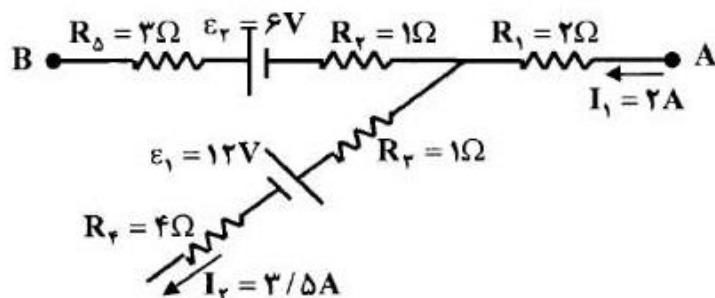 R₅ = ۳Ω
ε₂ = ۶V
R₂ = ۱Ω
R₁ = ۲Ω
B
A
I₁ = ۲A
ε₁ = ۱۲V
R₃ = ۱Ω
R₄ = ۴Ω
I₂ = ۳/۵A